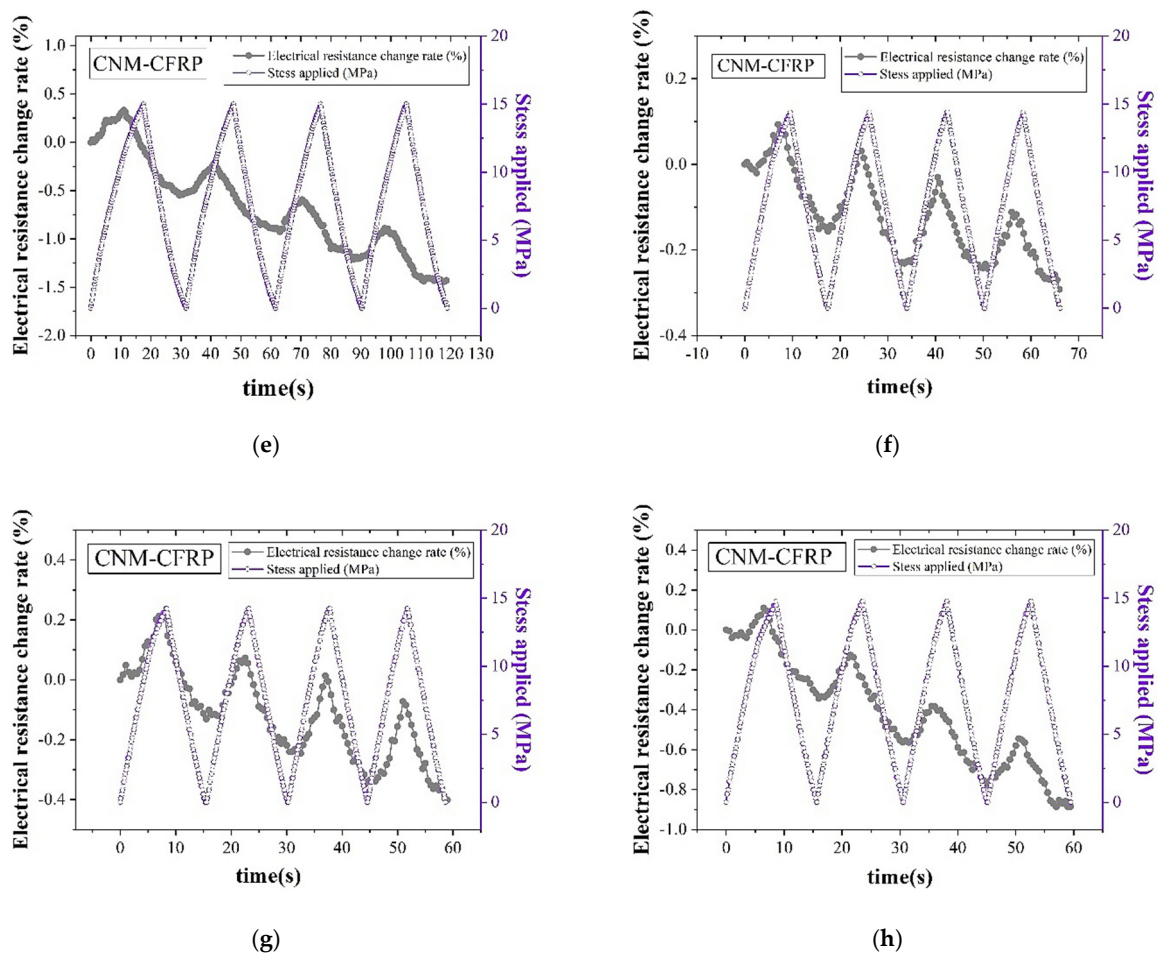 Electrical resistance change rate (%)
1.0
0.5
0.0
-0.5
-1.0
-1.5
-2.0
CNM-CFRP
Electrical resistance change rate (%)
Stess applied (MPa)
20
15
10
5
0
Stess applied (MPa)
0 10 20 30 40 50 60 70 80 90 100 110 120 130
time(s)
(e)
Electrical resistance change rate (%)
0.2
0.0
-0.2
-0.4
CNM-CFRP
Electrical resistance change rate (%)
Stess applied (MPa)
20
15
10
5
0
Stess applied (MPa)
-10 0 10 20 30 40 50 60 70
time(s)
(f)
Electrical resistance change rate (%)
0.4
0.2
0.0
-0.2
-0.4
CNM-CFRP
Electrical resistance change rate (%)
Stess applied (MPa)
20
15
10
5
0
Stess applied (MPa)
0 10 20 30 40 50 60
time(s)
(g)
Electrical resistance change rate (%)
0.4
0.2
0.0
-0.2
-0.4
-0.6
-0.8
-1.0
CNM-CFRP
Electrical resistance change rate (%)
Stess applied (MPa)
20
15
10
5
0
Stess applied (MPa)
0 10 20 30 40 50 60
time(s)
(h)